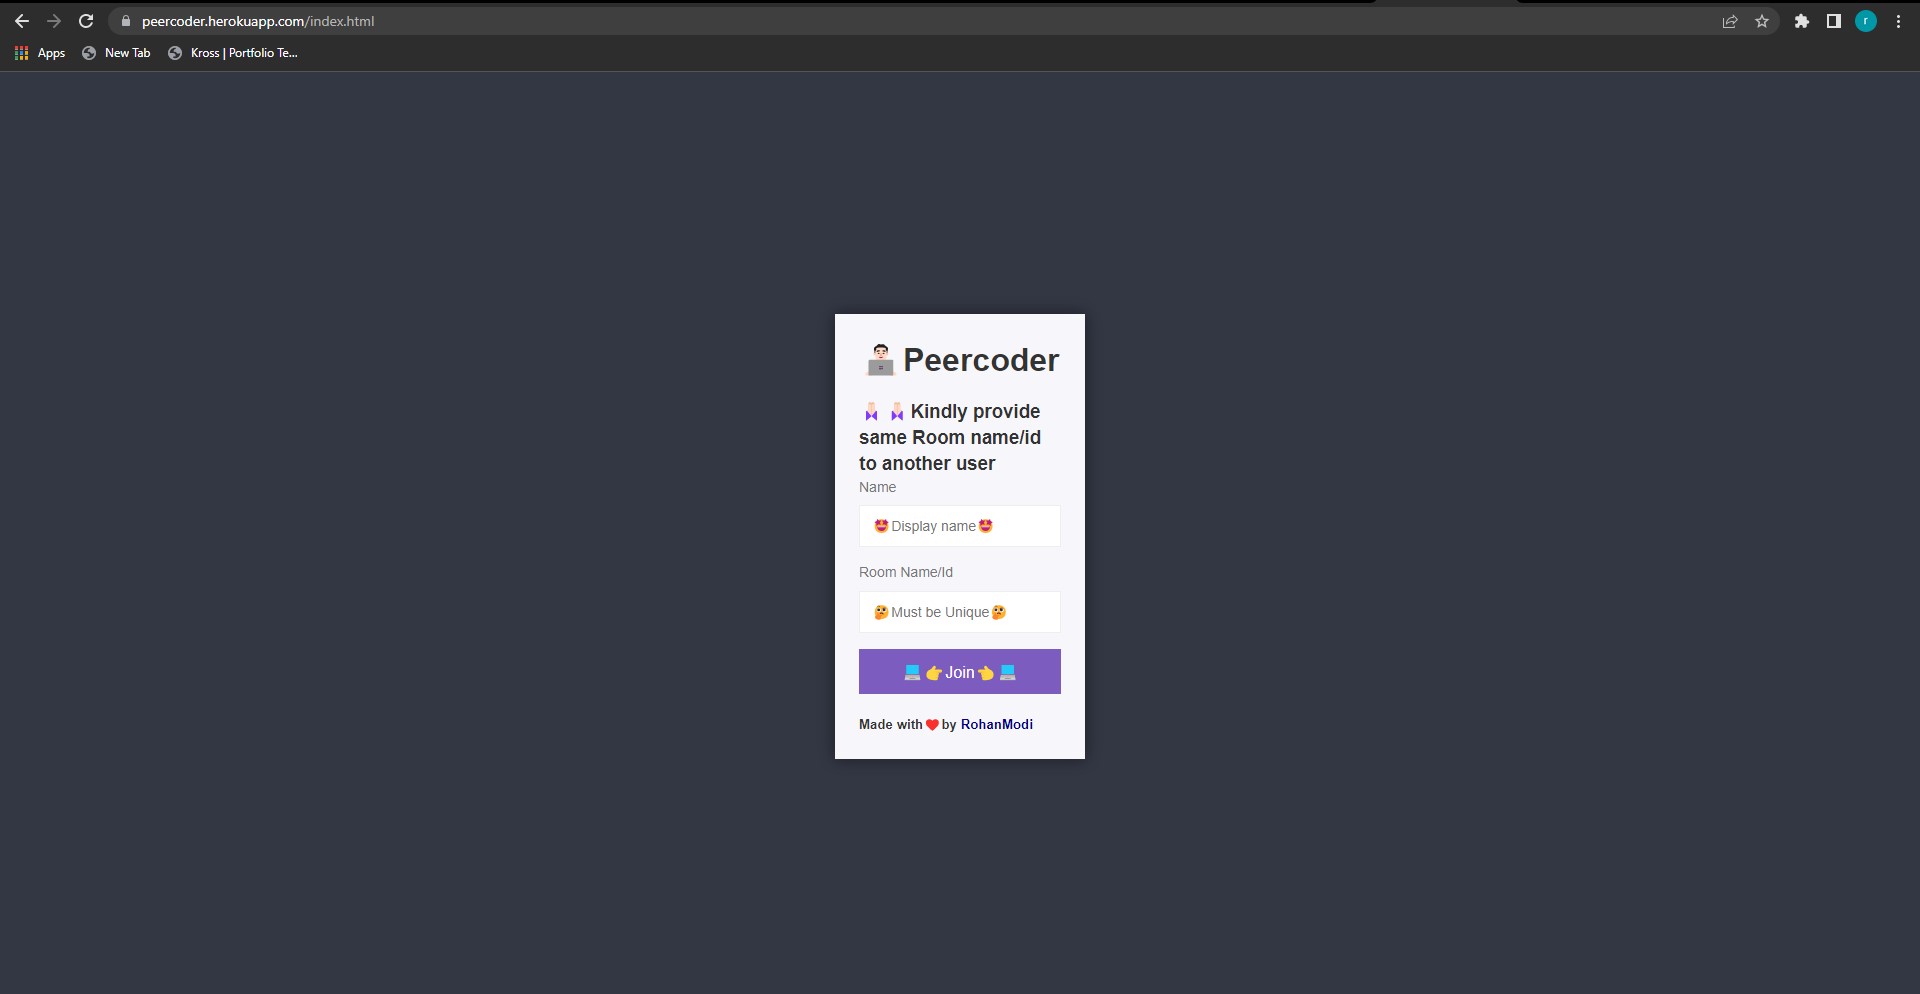 peercoder.herokuapp.com/index.html
r
Apps
New Tab
Kross | Portfolio Te...
👨🏻‍💻 Peercoder
🙏🏻 🙏🏻 Kindly provide
same Room name/id
to another user
Name
🤩Display name🤩
Room Name/Id
🤔Must be Unique🤔
💻 👉Join👈 💻
Made with❤️by RohanModi